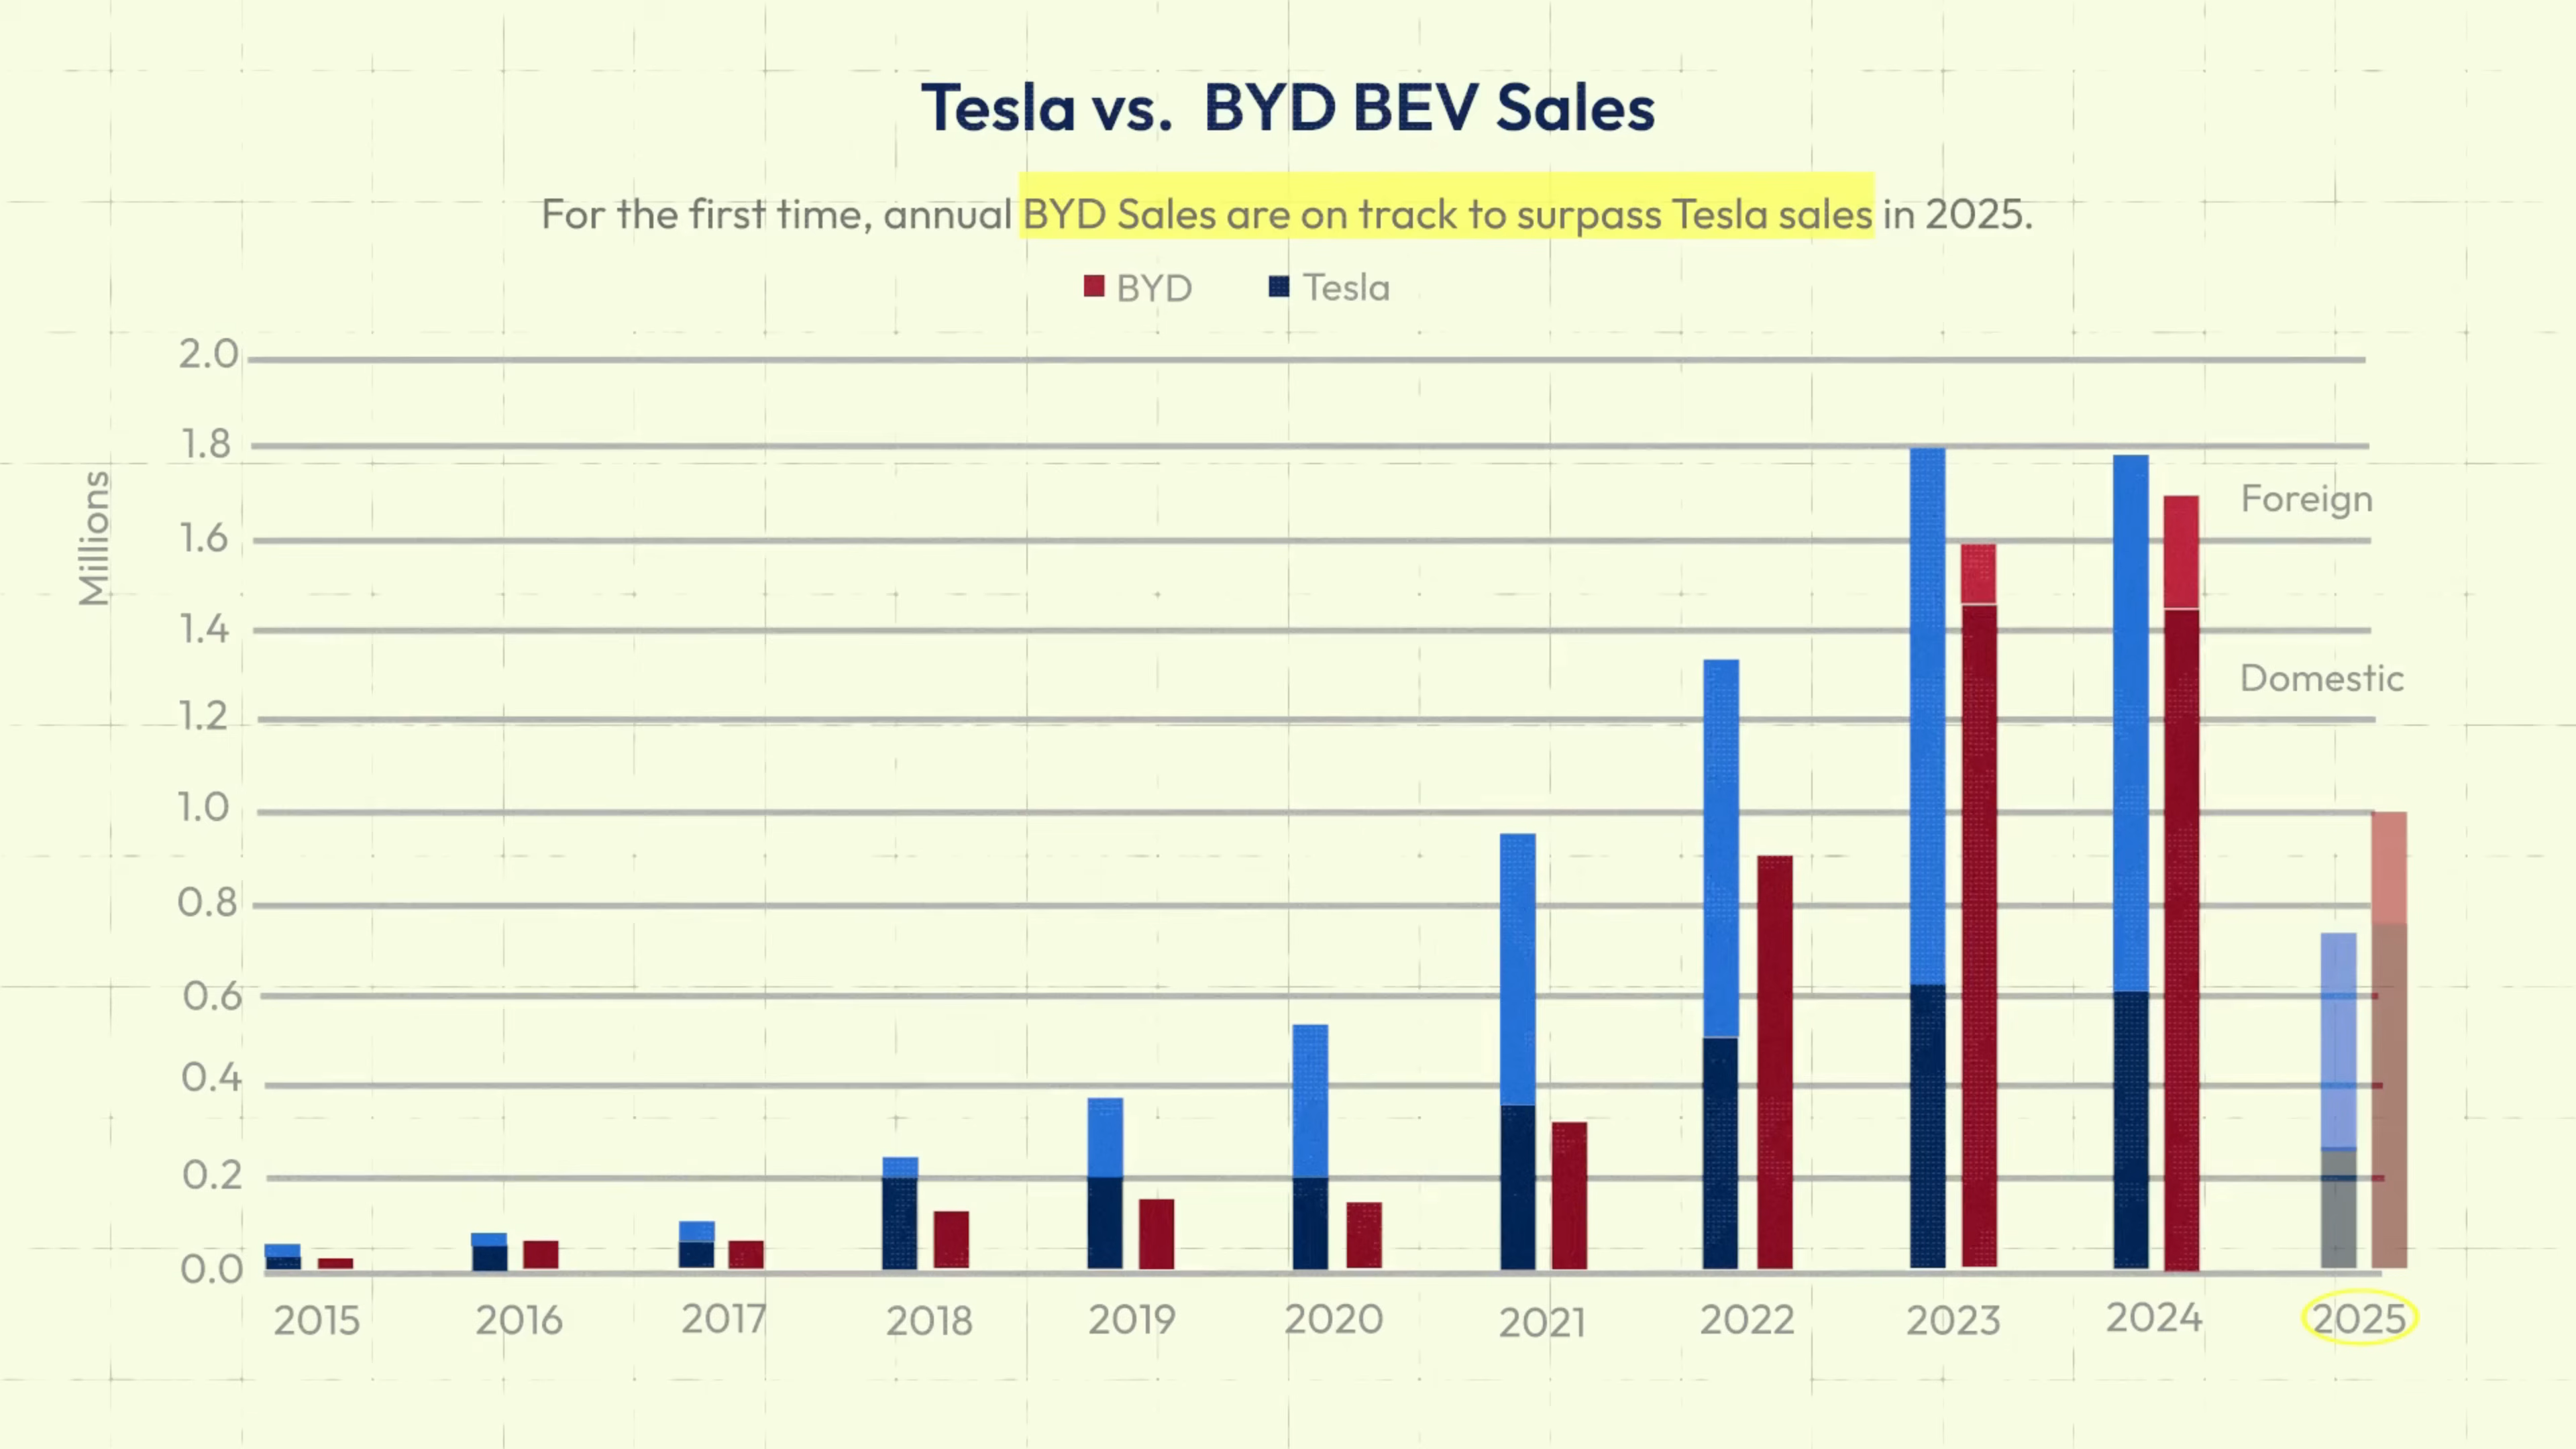 Tesla vs. BYD BEV Sales
For the first time, annual BYD Sales are on track to surpass Tesla sales in 2025.
BYD Tesla
Millions
2.0
1.8
1.6
1.4
1.2
1.0
0.8
0.6
0.4
0.2
0.0
Foreign
Domestic
2015 2016 2017 2018 2019 2020 2021 2022 2023 2024 2025